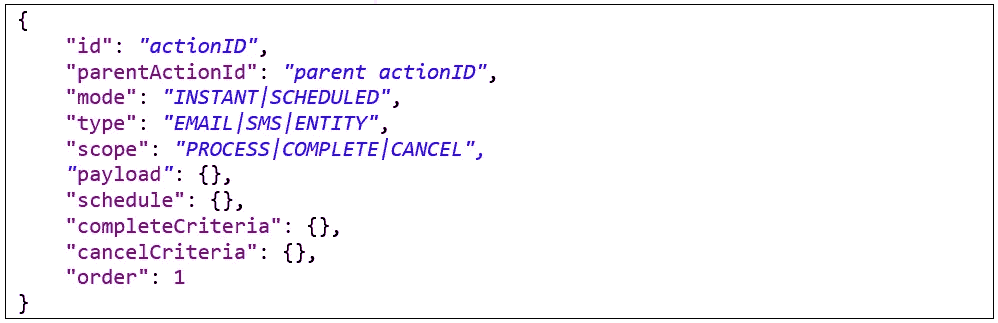 {
    "id": "actionID",
    "parentActionId": "parent actionID",
    "mode": "INSTANT|SCHEDULED",
    "type": "EMAIL|SMS|ENTITY",
    "scope": "PROCESS|COMPLETE|CANCEL",
    "payload": {},
    "schedule": {},
    "completeCriteria": {},
    "cancelCriteria": {},
    "order": 1
}